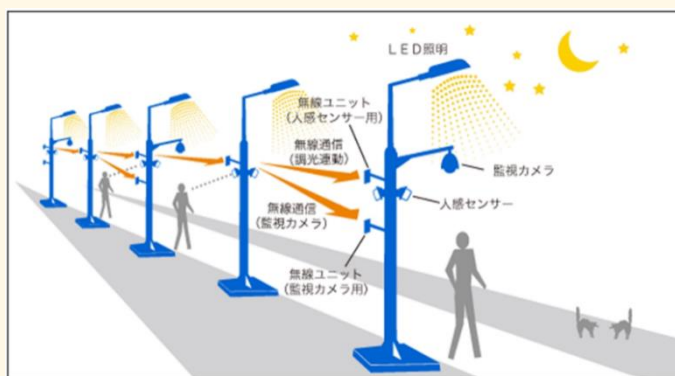 LED照明
無線ユニット
(人感センサー用)
無線通信
(調光連動)
監視カメラ
人感センサー
無線通信
(監視カメラ)
無線ユニット
(監視カメラ用)